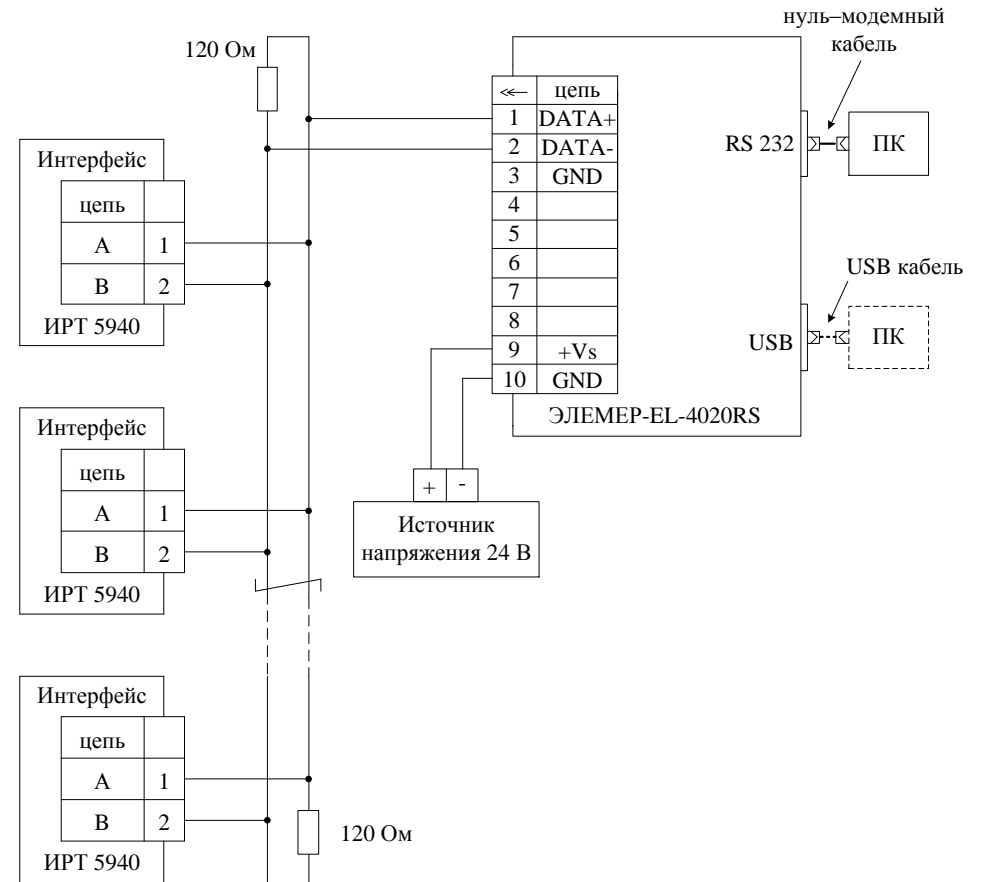 нуль–модемный
кабель
120 Ом
цепь
1 DATA+
2 DATA-
3 GND
4
5
6
7
8
9 +Vs
10 GND
ЭЛЕМЕР-EL-4020RS
RS 232
ПК
USB кабель
USB
ПК
+ -
Источник
напряжения 24 В
Интерфейс
цепь
A 1
B 2
ИРТ 5940
Интерфейс
цепь
A 1
B 2
ИРТ 5940
Интерфейс
цепь
A 1
B 2
ИРТ 5940
120 Ом